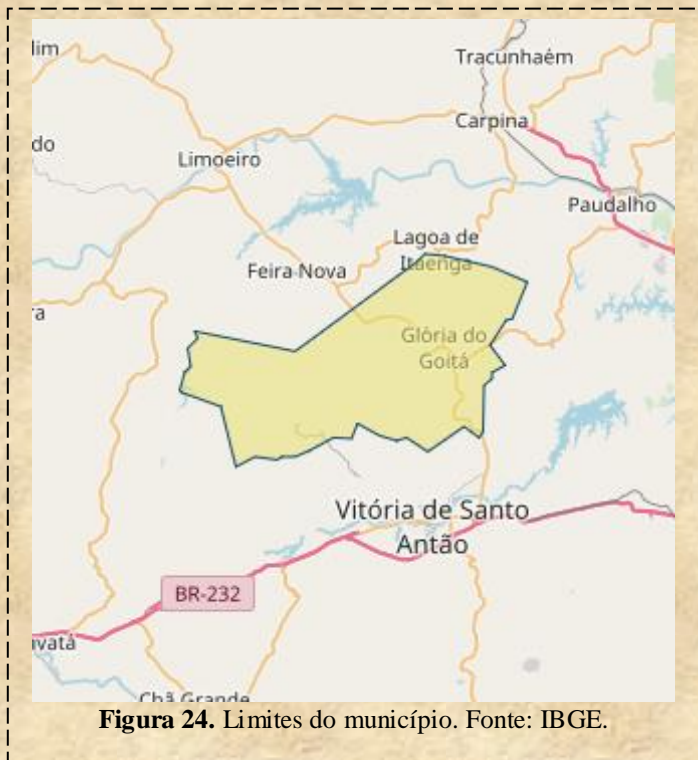 lim
Tracunhaém
Carpina
do
Limoeiro
Paudalho
Lagoa de
Itaenga
Feira Nova
ra
Glória do
Goitá
Vitória de Santo
Antão
BR-232
vatá
Chã Grande
Figura 24. Limites do município. Fonte: IBGE.